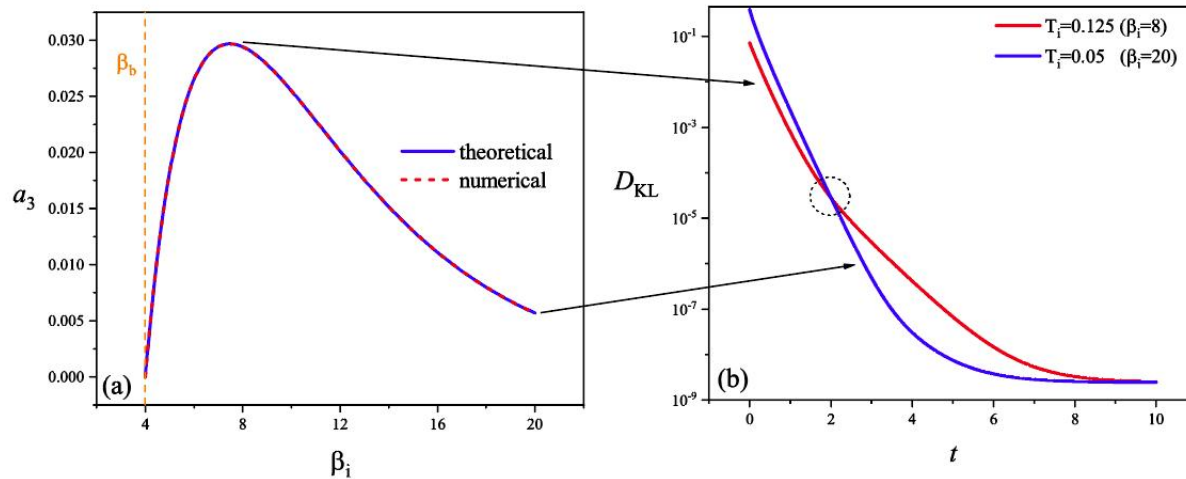 0.030
0.025
0.020
0.015
0.010
0.005
0.000
a₃
β_b
theoretical
numerical
(a)
4
8
12
16
20
β_i
10⁻¹
10⁻³
10⁻⁵
10⁻⁷
10⁻⁹
D_KL
T_i=0.125 (β_i=8)
T_i=0.05 (β_i=20)
(b)
0
2
4
6
8
10
t